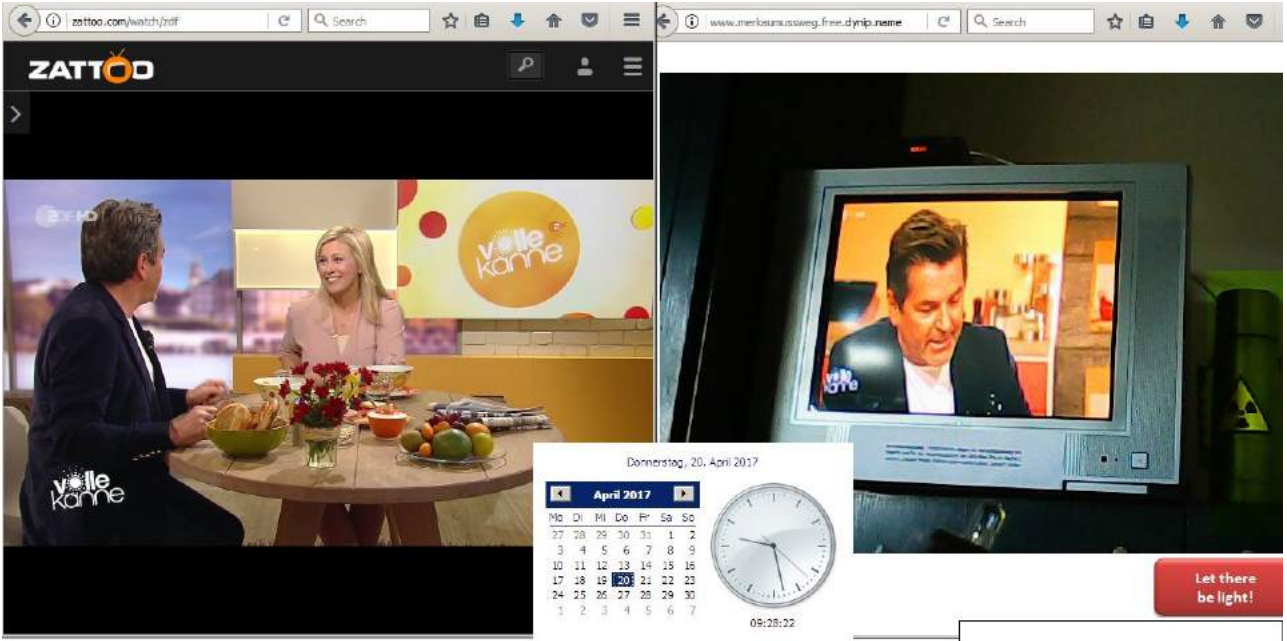 zattoo.com/watch/zdf
Search
www.merkaumussweg.free.dynip.name
Search
ZATTOO
ZDF HD
volle
kanne
volle
kanne
volle
kanne
Donnerstag, 20. April 2017
April 2017
Mo Di Mi Do Fr Sa So
27 28 29 30 31 1 2
3 4 5 6 7 8 9
10 11 12 13 14 15 16
17 18 19 20 21 22 23
24 25 26 27 28 29 30
1 2 3 4 5 6 7
09:28:22
Let there
be light!